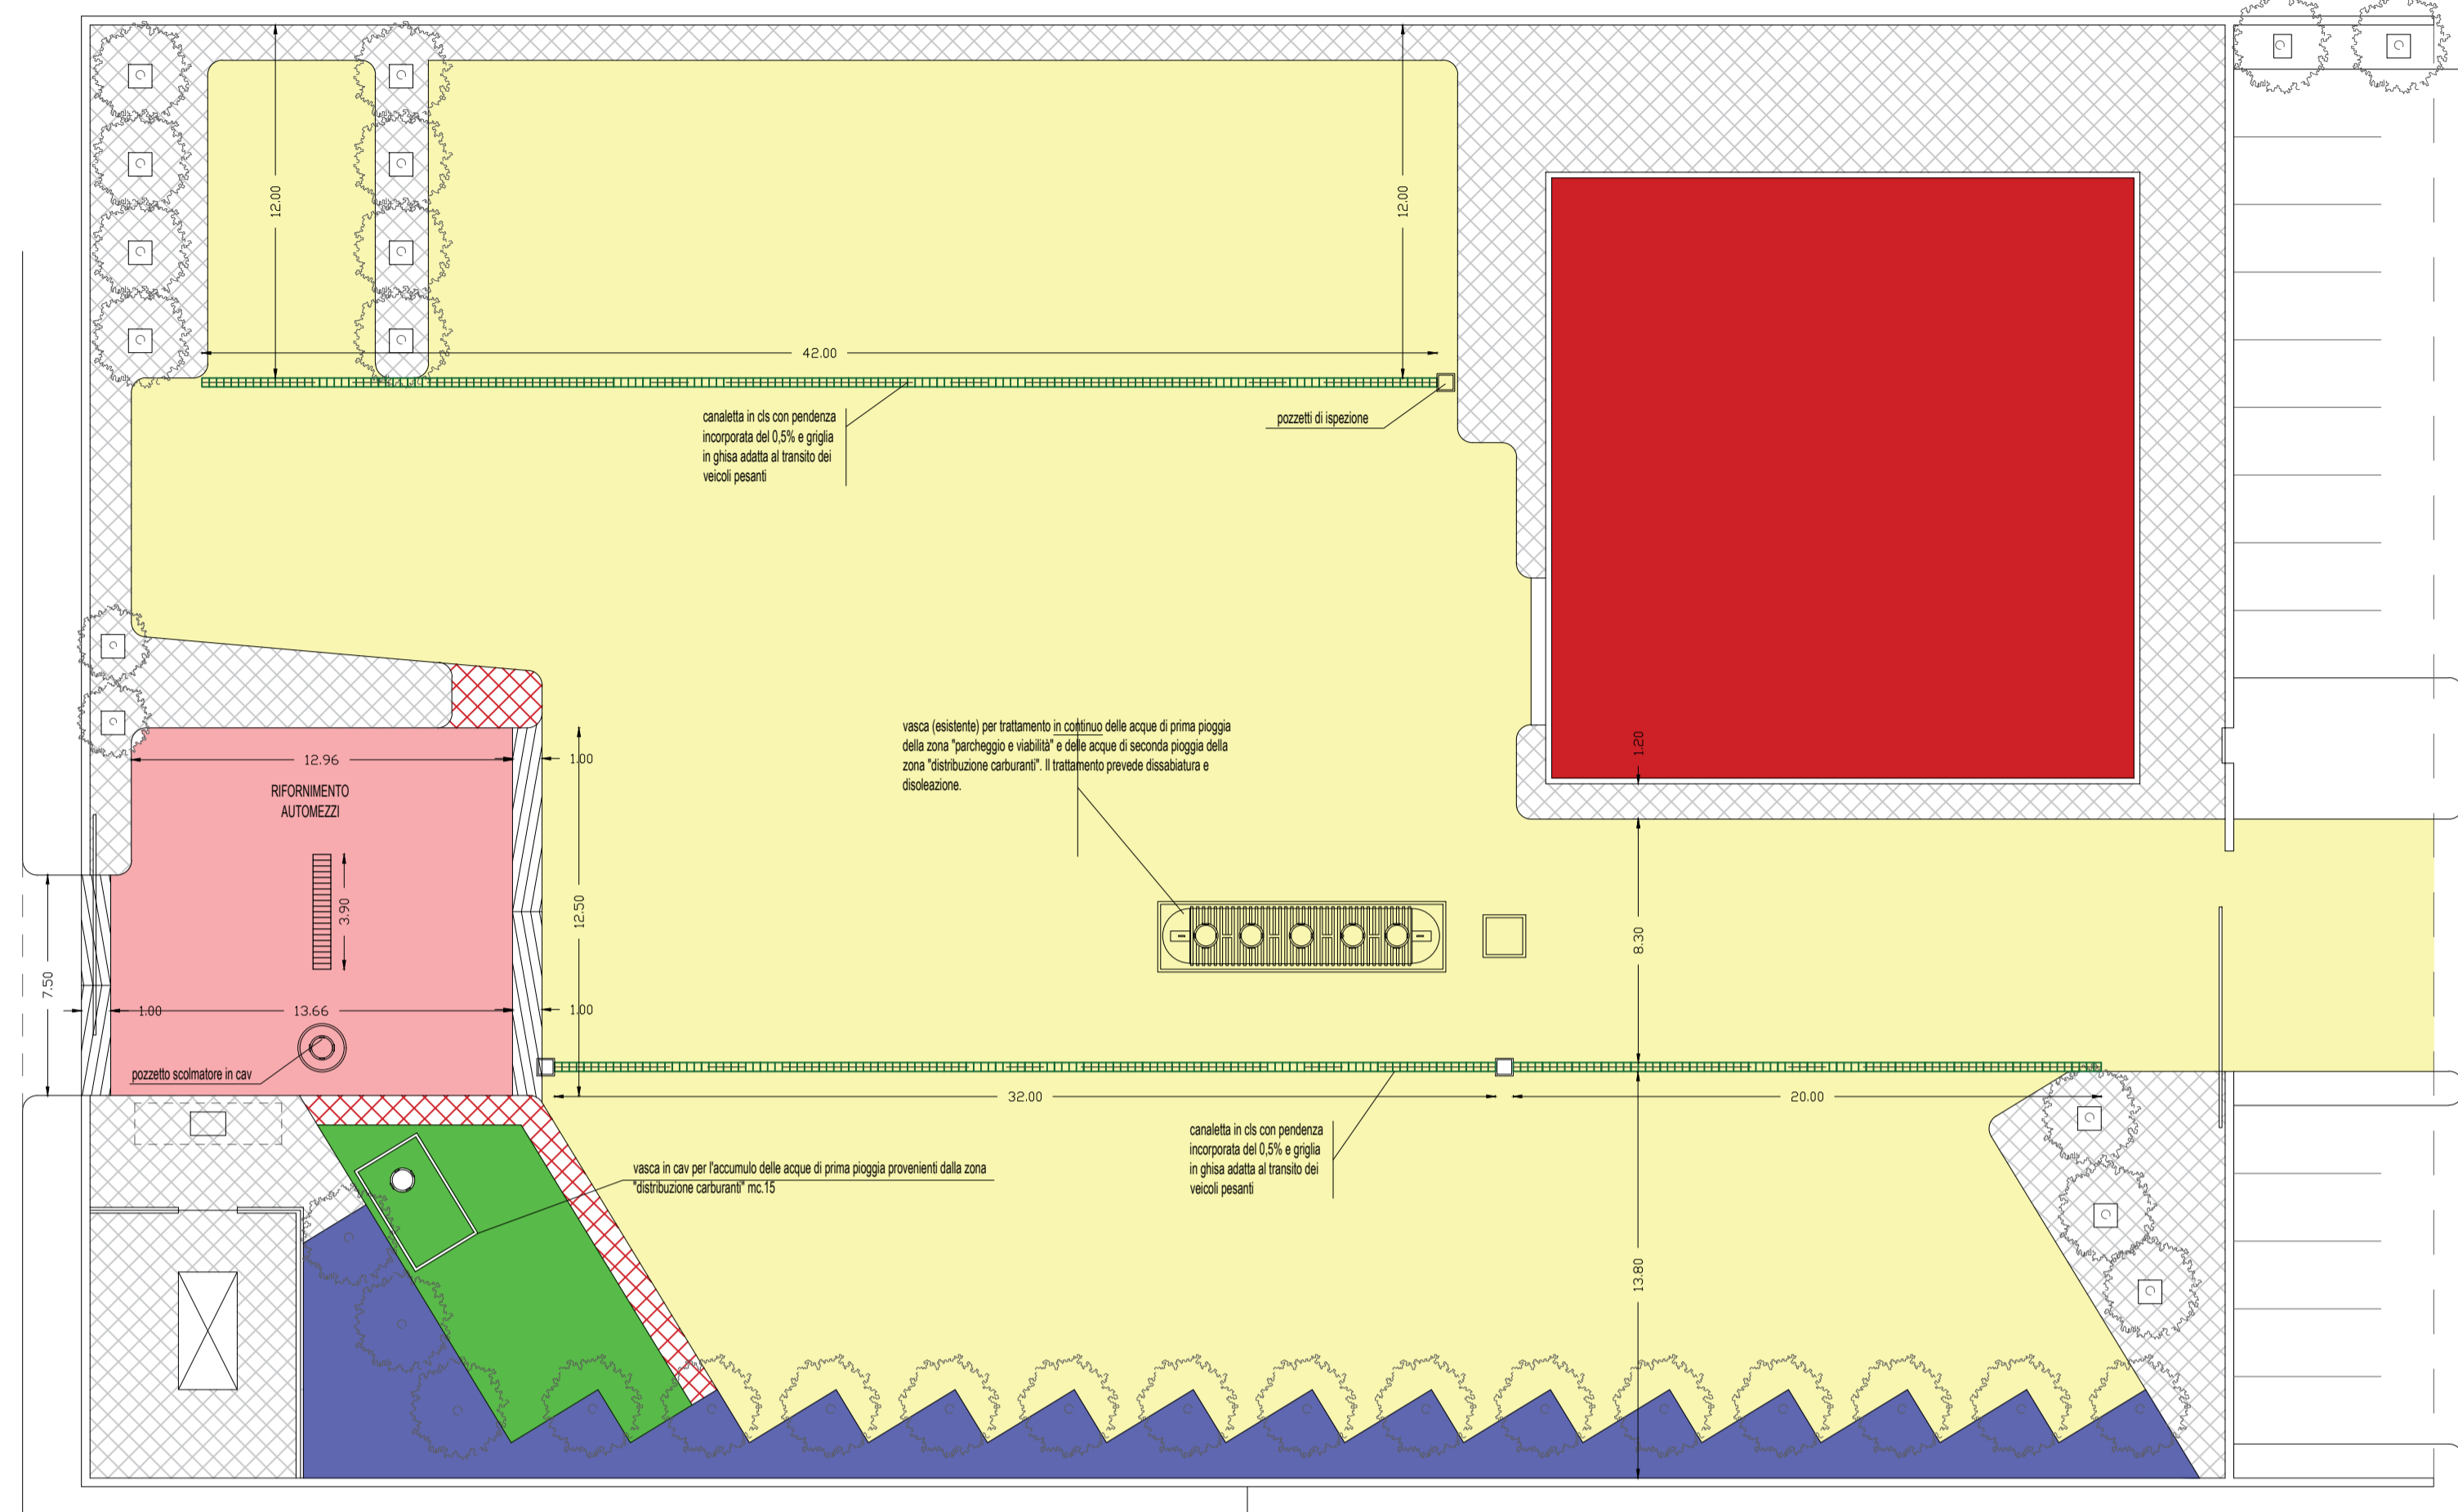 12.00
12.00
42.00
canaletta in cls con pendenza
incorporata del 0,5% e griglia
in ghisa adatta al transito dei
veicoli pesanti
pozzetti di ispezione
vasca (esistente) per trattamento in continuo delle acque di prima pioggia
della zona "parcheggio e viabilità" e delle acque di seconda pioggia della
zona "distribuzione carburanti". Il trattamento prevede dissabiatura e
disoleazione.
1.20
12.96
1.00
RIFORNIMENTO
AUTOMEZZI
3.90
12.50
8.30
7.50
1.00
13.66
1.00
pozzetto scolmatore in cav
32.00
20.00
canaletta in cls con pendenza
incorporata del 0,5% e griglia
in ghisa adatta al transito dei
veicoli pesanti
vasca in cav per l'accumulo delle acque di prima pioggia provenienti dalla zona
"distribuzione carburanti" mc.15
13.80